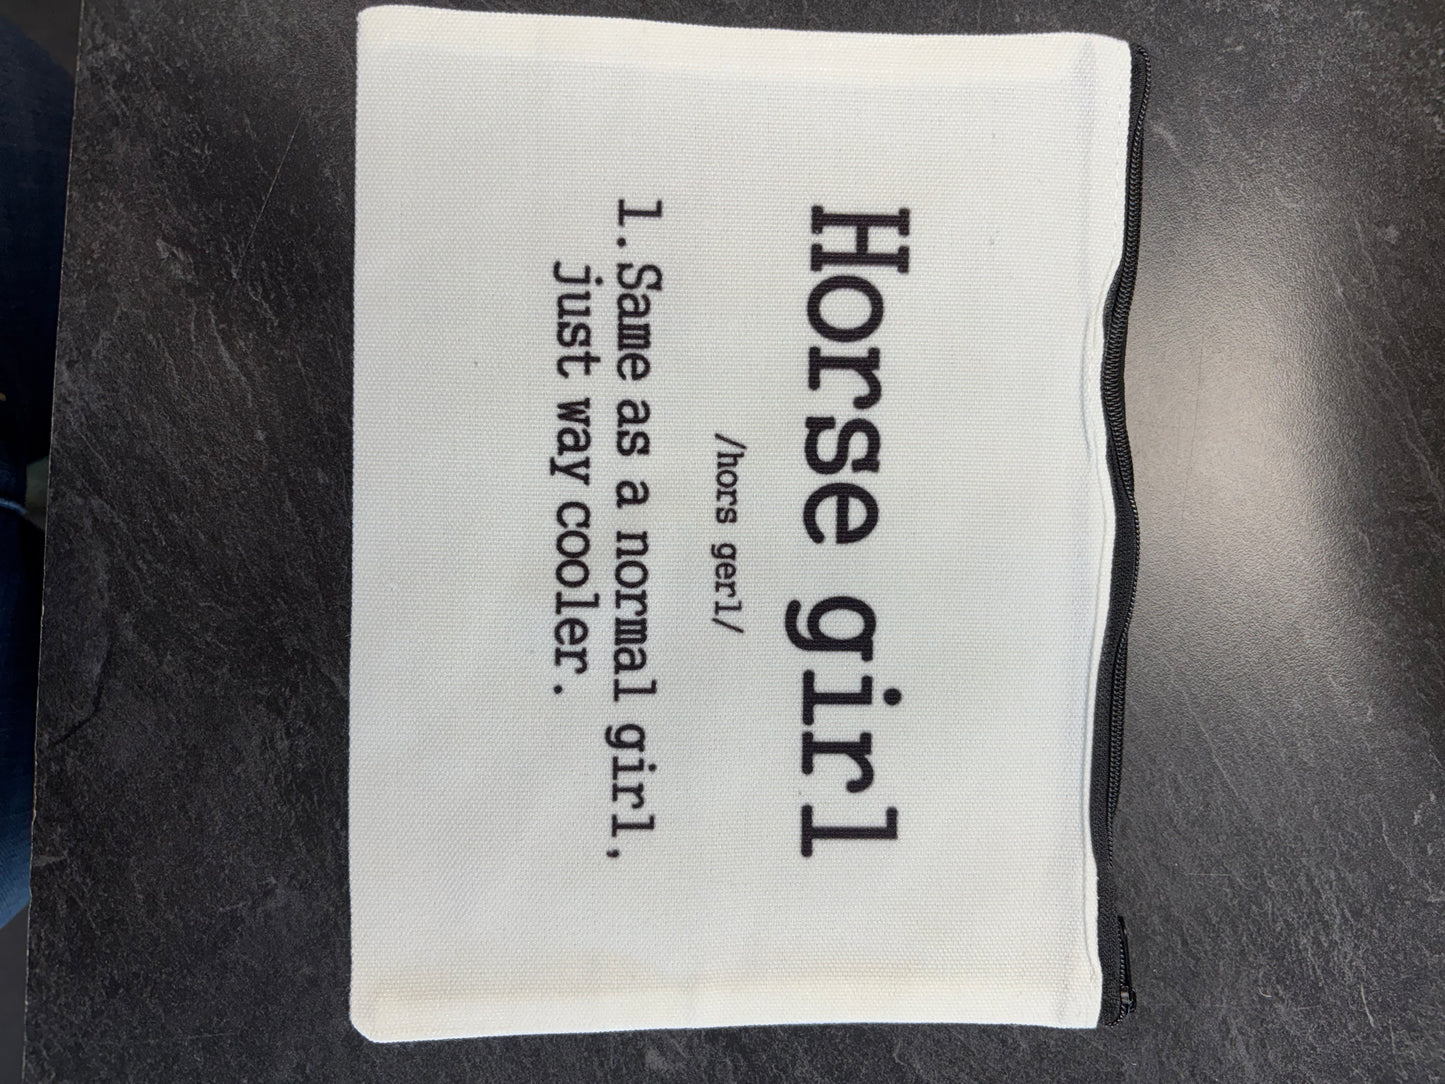 Horse girl
/hors gerl/
1.Same as a normal girl,
just way cooler.